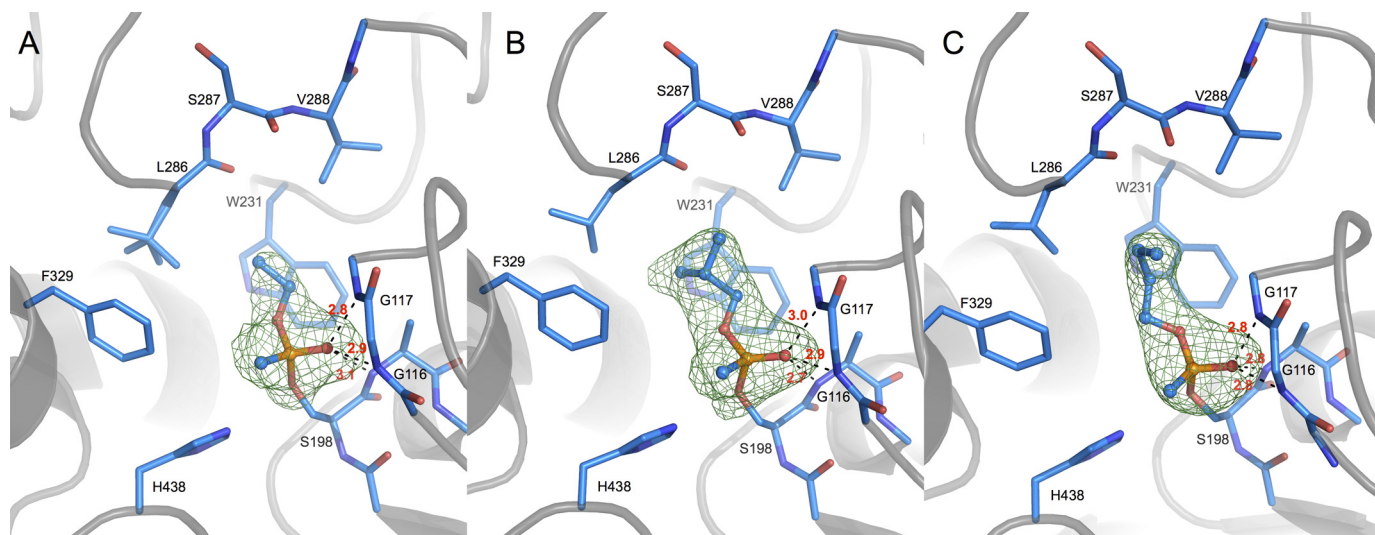 A
S287
V288
L286
W231
F329
G117
2.8
2.9
G116
3.1
S198
H438
B
S287
V288
L286
W231
F329
G117
3.0
2.9
2.7
G116
S198
H438
C
S287
V288
L286
W231
F329
G117
2.8
2.8
G116
2.8
S198
H438